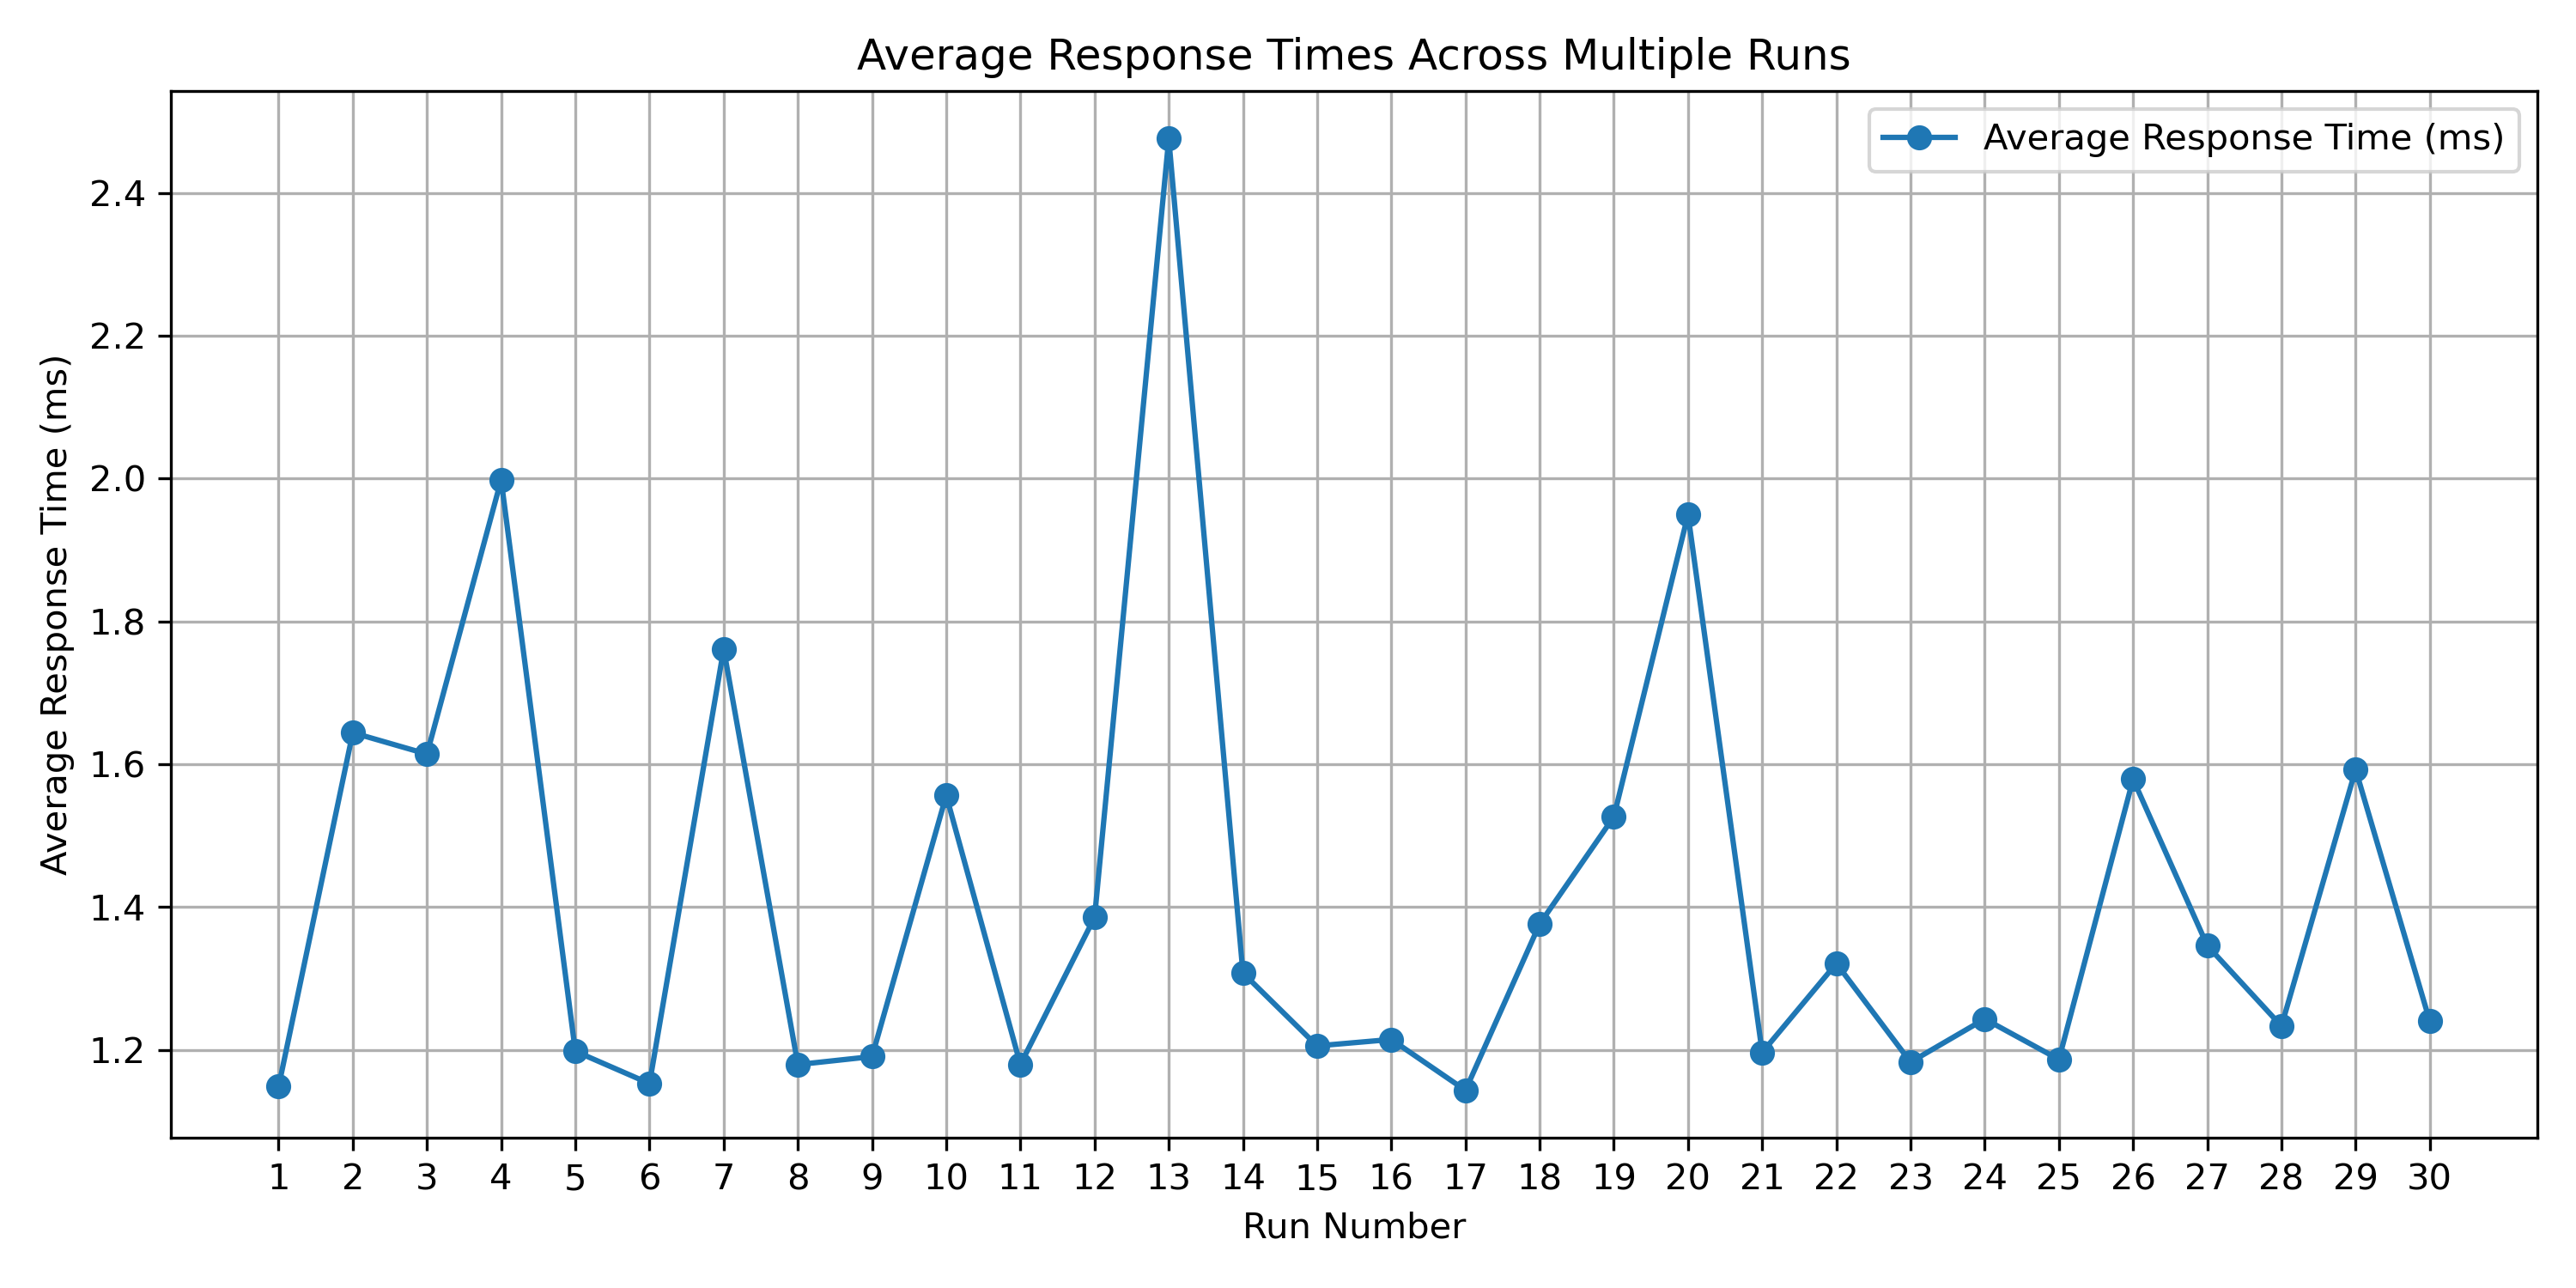 Average Response Times Across Multiple Runs
Average Response Time (ms)
Average Response Time (ms)
2.4
2.2
2.0
1.8
1.6
1.4
1.2
1 2 3 4 5 6 7 8 9 10 11 12 13 14 15 16 17 18 19 20 21 22 23 24 25 26 27 28 29 30
Run Number